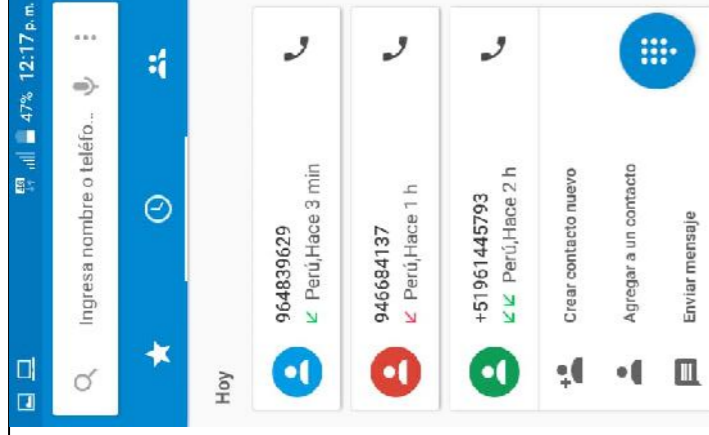 4G 47% 12:17 p. m.
Ingresa nombre o teléfo...
Hoy
964839629
Perú,Hace 3 min
946684137
Perú,Hace 1 h
+51961445793
Perú,Hace 2 h
Crear contacto nuevo
Agregar a un contacto
Enviar mensaje